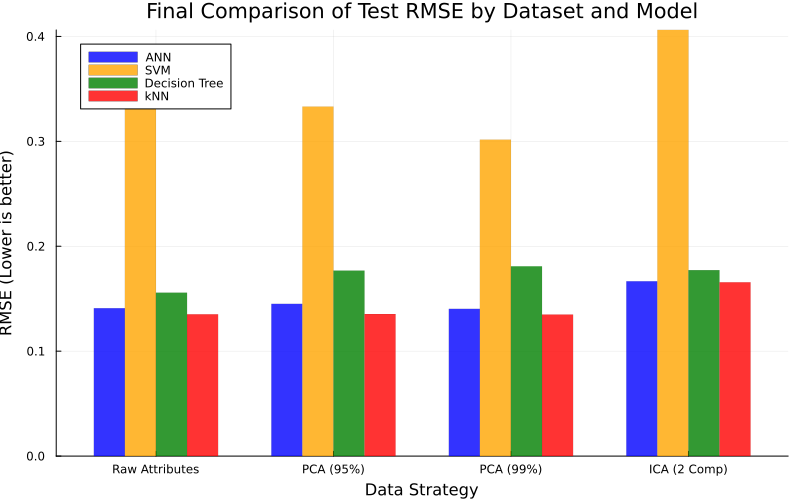 Final Comparison of Test RMSE by Dataset and Model
RMSE (Lower is better)
0.4
0.3
0.2
0.1
0.0
ANN
SVM
Decision Tree
kNN
Raw Attributes
PCA (95%)
PCA (99%)
ICA (2 Comp)
Data Strategy